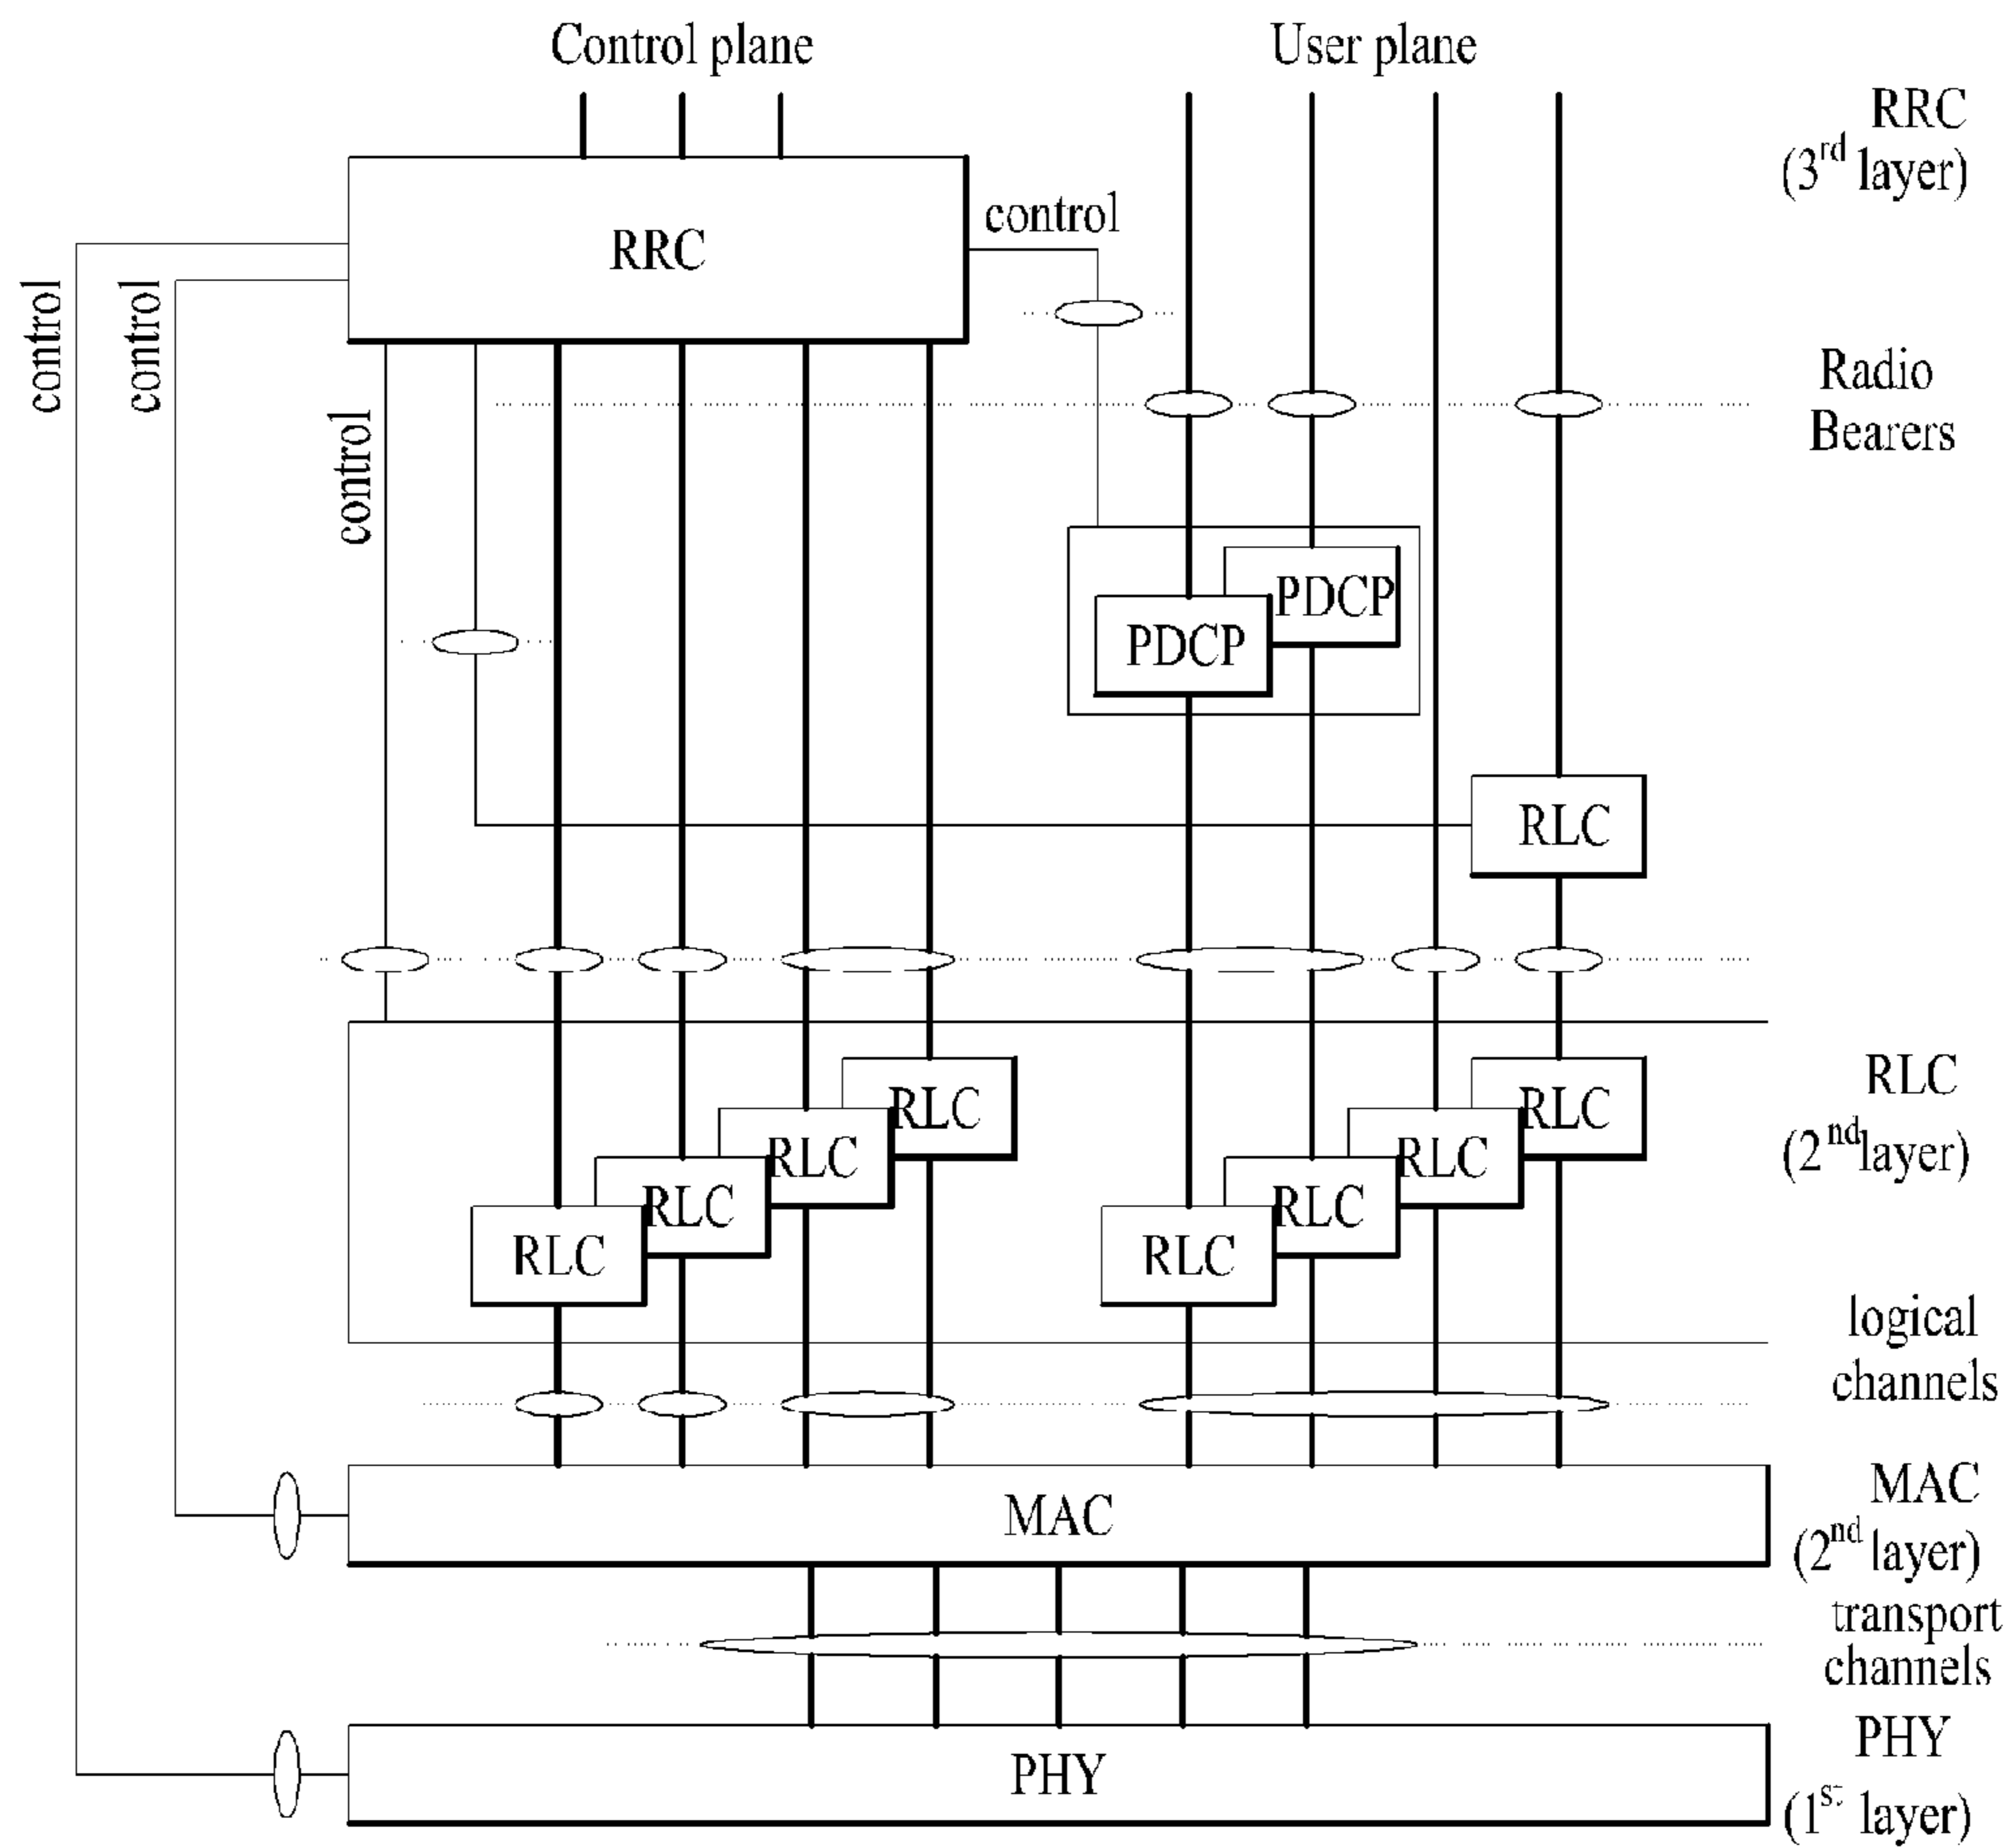 Control plane
User plane
RRC
(3rd layer)
control
RRC
control
control
control
Radio
Bearers
PDCP
PDCP
RLC
RLC
RLC
RLC
RLC
RLC
RLC
RLC
RLC
RLC
(2nd layer)
logical
channels
MAC
MAC
(2nd layer)
transport
channels
PHY
PHY
(1st layer)